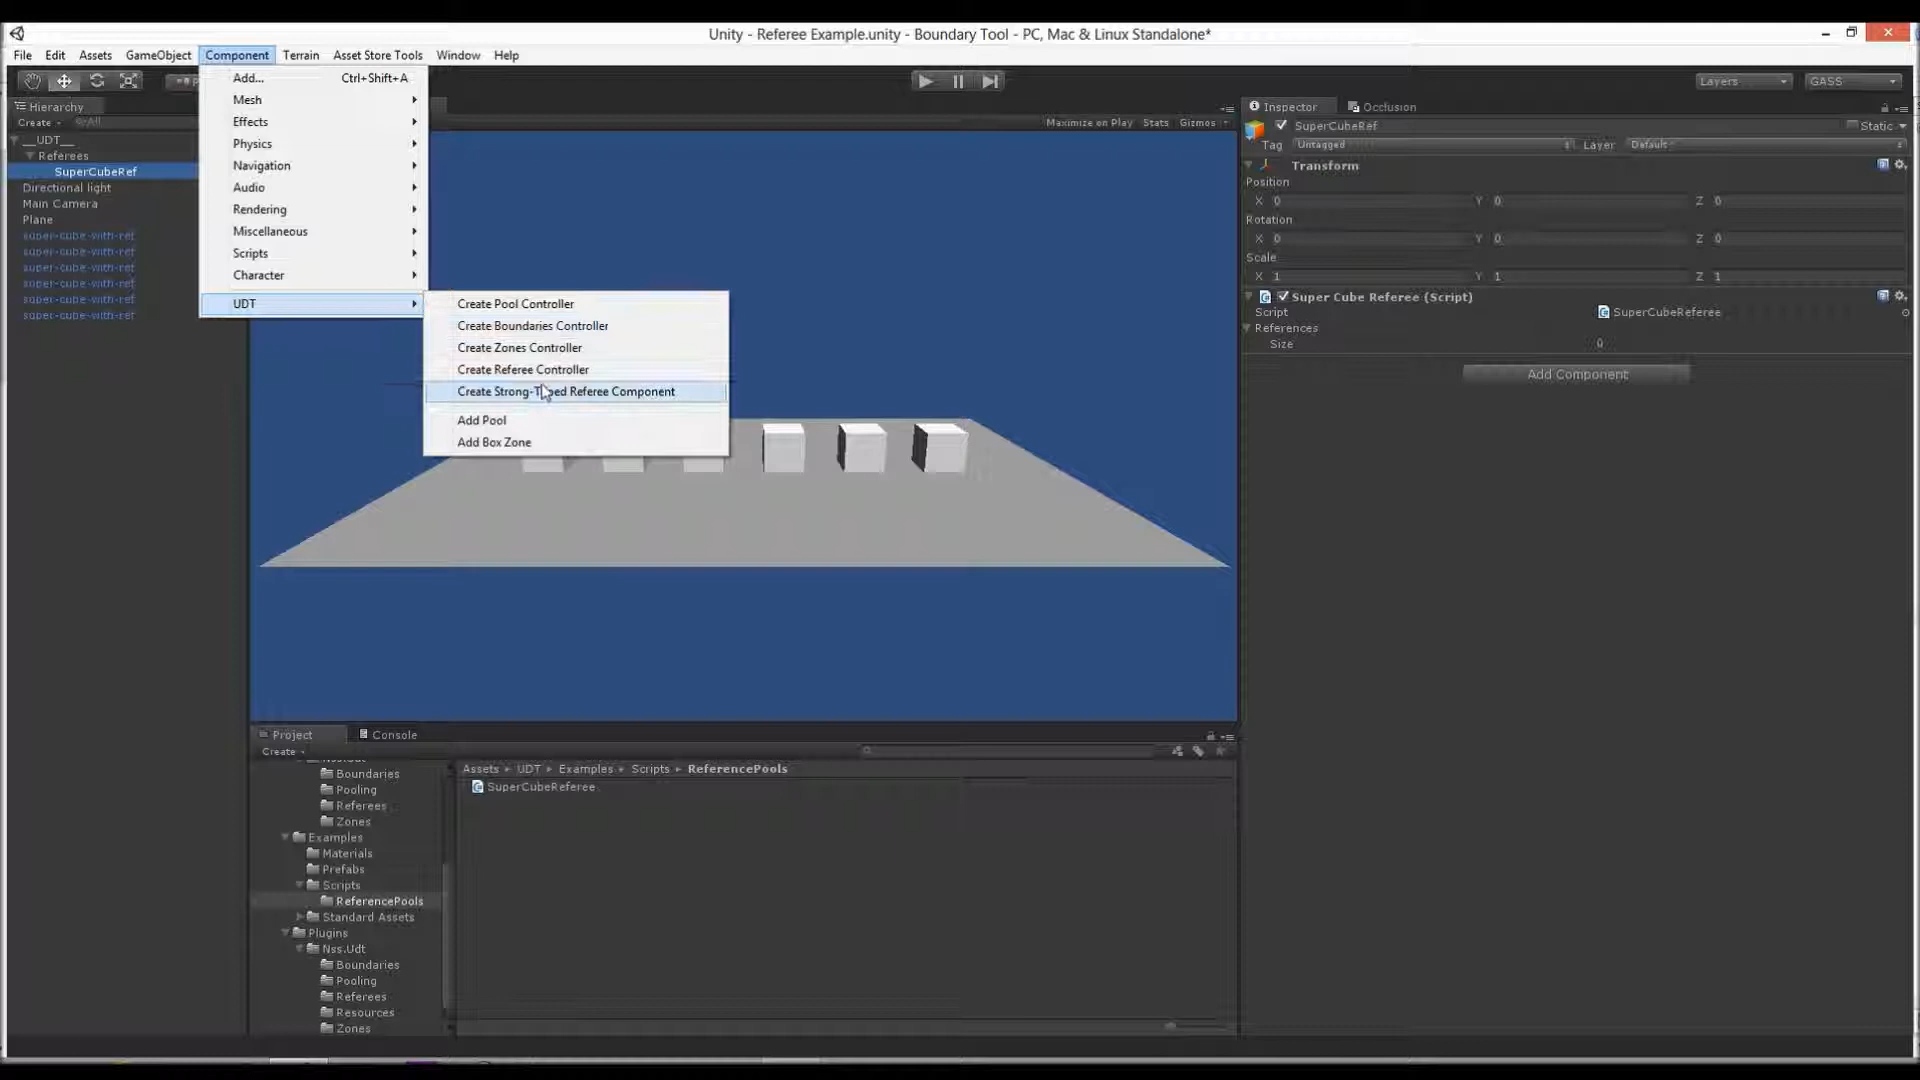 Unity - Referee Example.unity - Boundary Tool - PC, Mac & Linux Standalone*
File Edit Assets GameObject Component Terrain Asset Store Tools Window Help
Layers GASS
Hierarchy
Create All
__UDT__
Referees
SuperCubeRef
Directional light
Main Camera
Plane
super-cube-with-ref
super-cube-with-ref
super-cube-with-ref
super-cube-with-ref
super-cube-with-ref
super-cube-with-ref
Add... Ctrl+Shift+A
Mesh
Effects
Physics
Navigation
Audio
Rendering
Miscellaneous
Scripts
Character
UDT
Create Pool Controller
Create Boundaries Controller
Create Zones Controller
Create Referee Controller
Create Strong-Typed Referee Component
Add Pool
Add Box Zone
Maximize on Play Stats Gizmos
Inspector Occlusion
SuperCubeRef Static
Tag Untagged Layer Default
Transform
Position
X 0 Y 0 Z 0
Rotation
X 0 Y 0 Z 0
Scale
X 1 Y 1 Z 1
Super Cube Referee (Script)
Script SuperCubeReferee
References
Size 0
Add Component
Project Console
Create
Nss.Udt
Boundaries
Pooling
Referees
Zones
Examples
Materials
Prefabs
Scripts
ReferencePools
Standard Assets
Plugins
Nss.Udt
Boundaries
Pooling
Referees
Resources
Zones
Assets UDT Examples Scripts ReferencePools
SuperCubeReferee